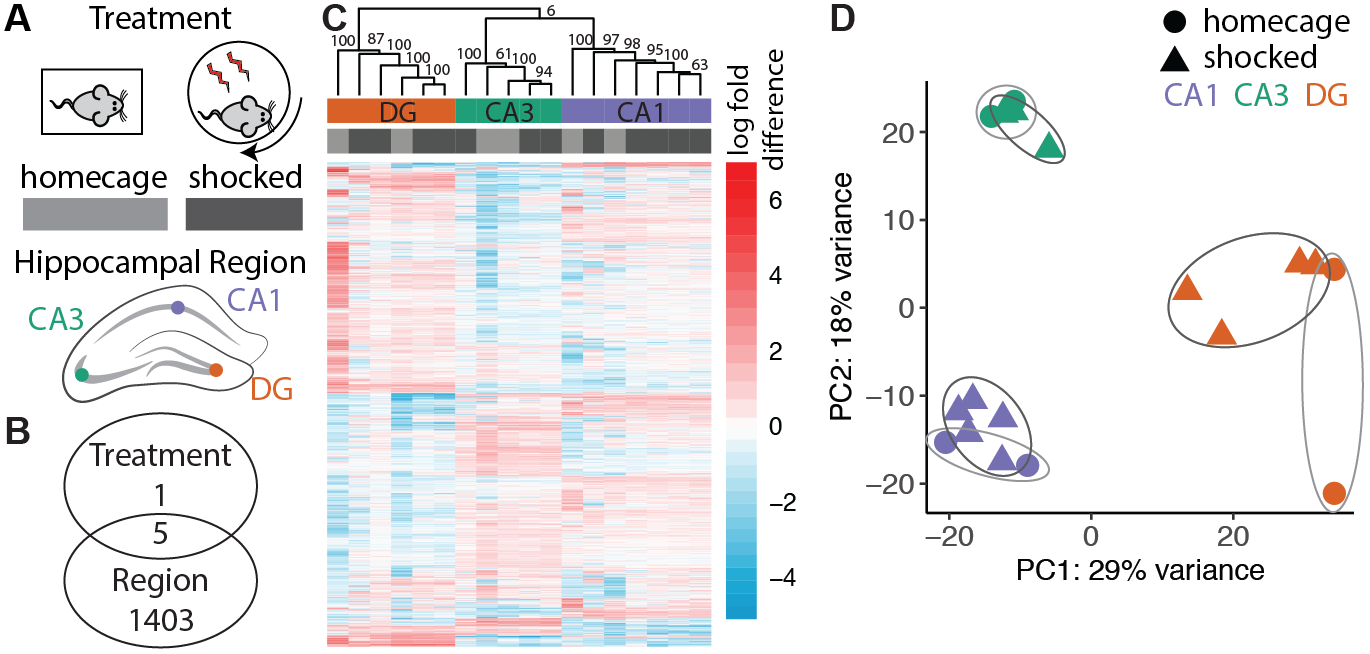 A
Treatment
homecage
shocked
Hippocampal Region
CA3
CA1
DG
B
Treatment
1
5
Region
1403
C
6
100
87
100
100
100
100
61
100
94
100
97
98
95
100
63
DG
CA3
CA1
log fold
difference
6
4
2
0
−2
−4
D
homecage
shocked
CA1 CA3 DG
PC2: 18% variance
20
10
0
−10
−20
−20
0
20
PC1: 29% variance